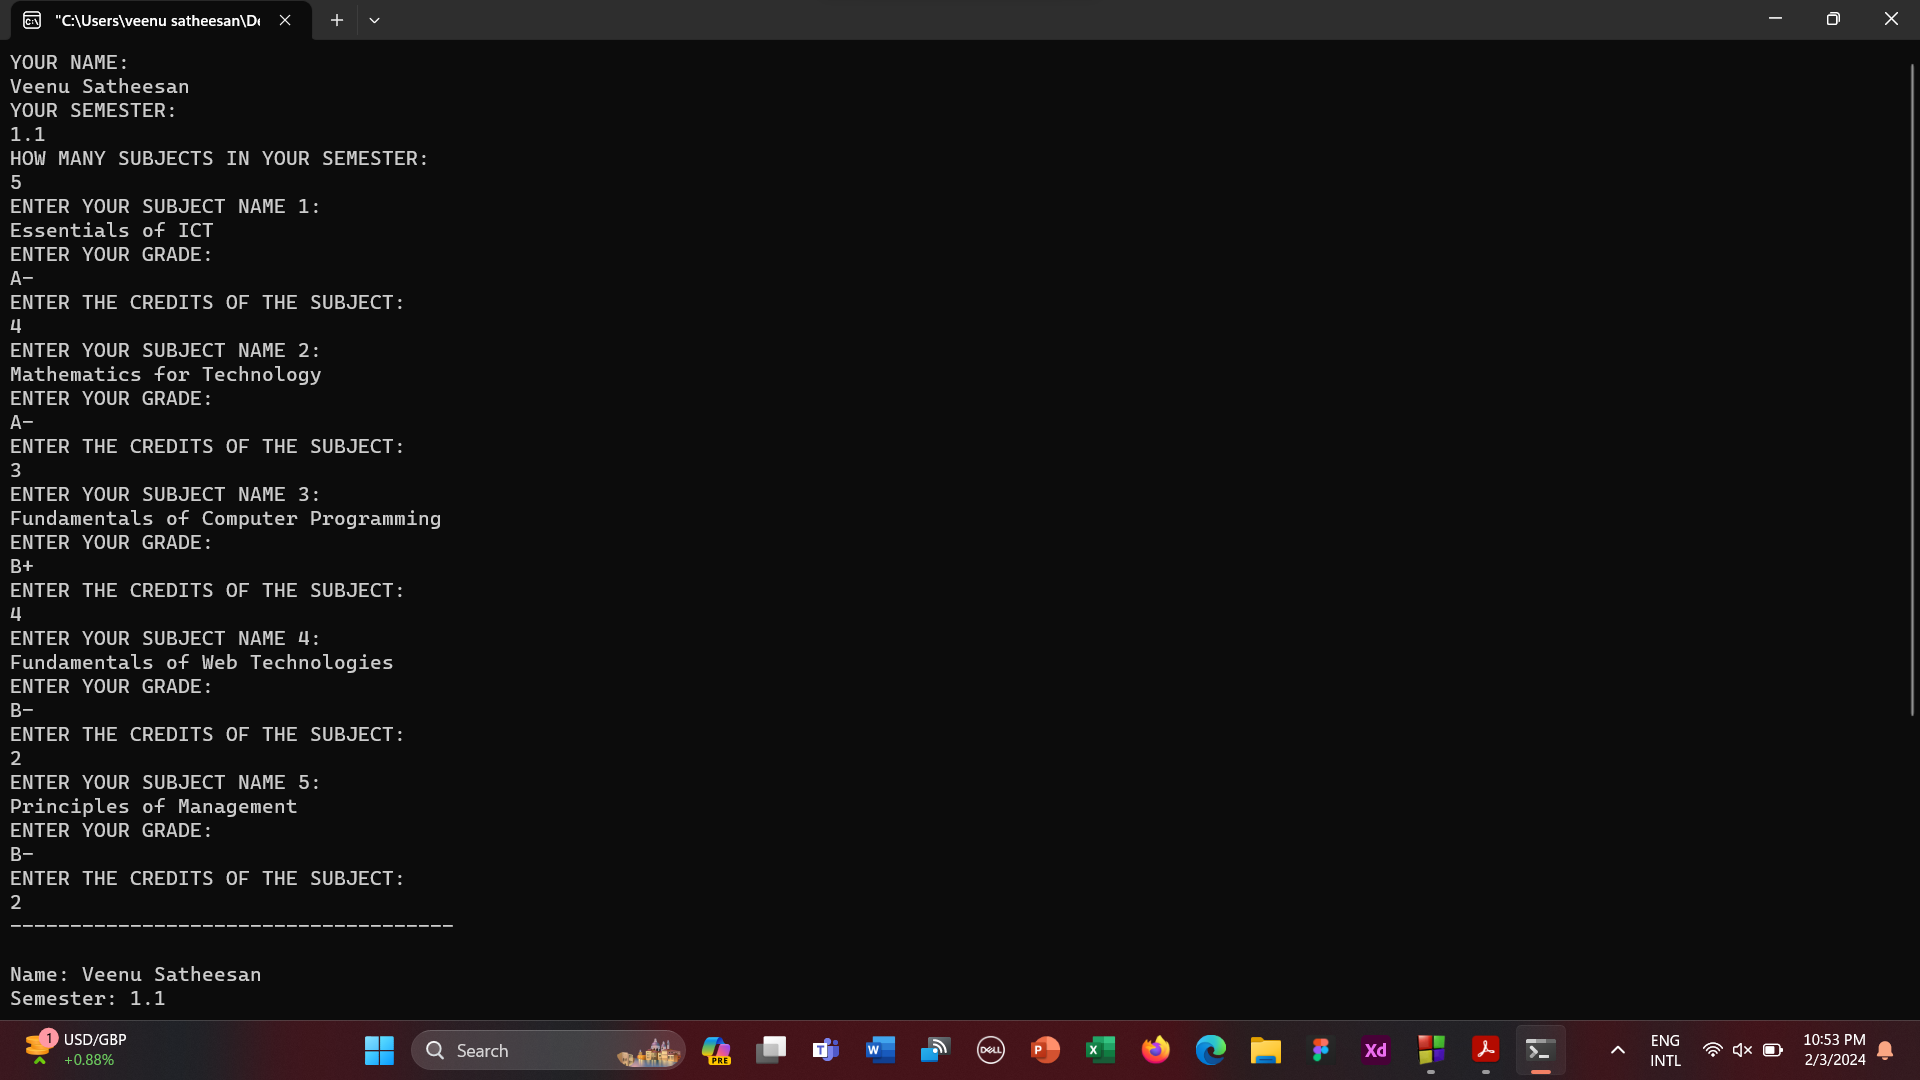 "C:\Users\veenu satheesan\De
YOUR NAME:
Veenu Satheesan
YOUR SEMESTER:
1.1
HOW MANY SUBJECTS IN YOUR SEMESTER:
5
ENTER YOUR SUBJECT NAME 1:
Essentials of ICT
ENTER YOUR GRADE:
A-
ENTER THE CREDITS OF THE SUBJECT:
4
ENTER YOUR SUBJECT NAME 2:
Mathematics for Technology
ENTER YOUR GRADE:
A-
ENTER THE CREDITS OF THE SUBJECT:
3
ENTER YOUR SUBJECT NAME 3:
Fundamentals of Computer Programming
ENTER YOUR GRADE:
B+
ENTER THE CREDITS OF THE SUBJECT:
4
ENTER YOUR SUBJECT NAME 4:
Fundamentals of Web Technologies
ENTER YOUR GRADE:
B-
ENTER THE CREDITS OF THE SUBJECT:
2
ENTER YOUR SUBJECT NAME 5:
Principles of Management
ENTER YOUR GRADE:
B-
ENTER THE CREDITS OF THE SUBJECT:
2
-------------------------------------
Name: Veenu Satheesan
Semester: 1.1
1
USD/GBP
+0.88%
Search
PRE
T
W
DELL
P
X
Xd
ENG
INTL
10:53 PM
2/3/2024